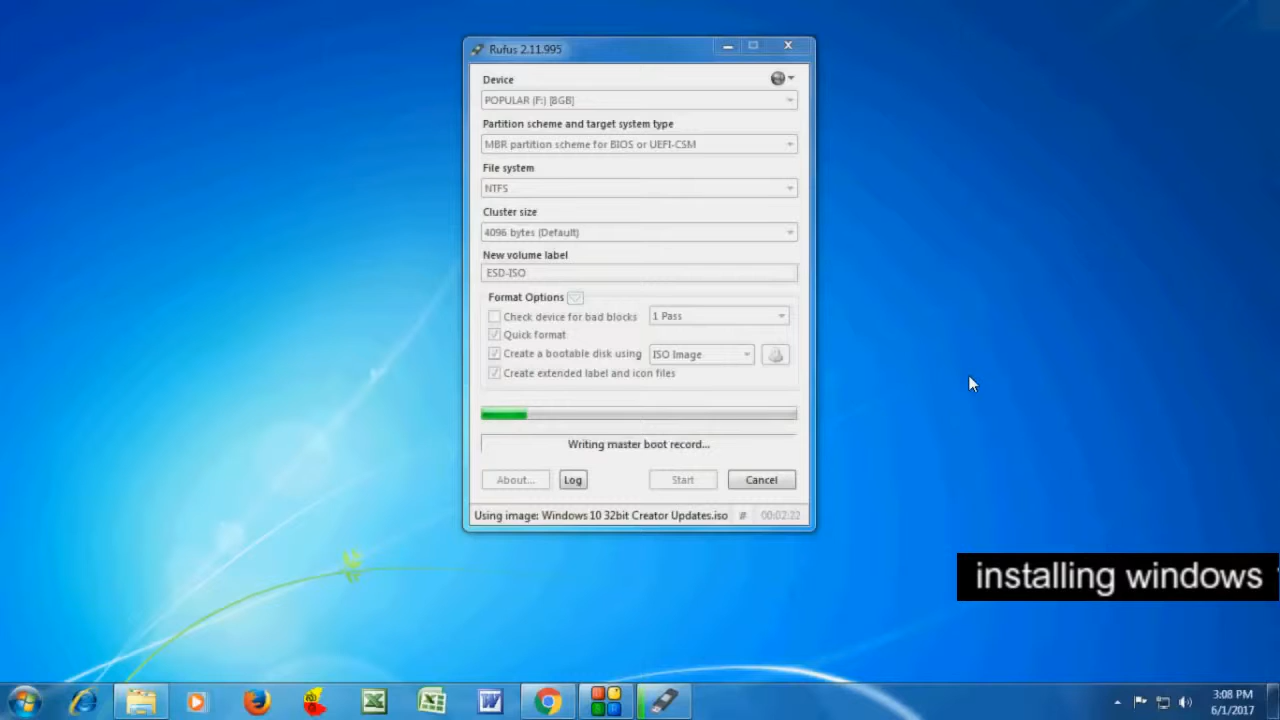 Rufus 2.11.995
Device
POPULAR (F:) [8GB]
Partition scheme and target system type
MBR partition scheme for BIOS or UEFI-CSM
File system
NTFS
Cluster size
4096 bytes (Default)
New volume label
ESD-ISO
Format Options
Check device for bad blocks
1 Pass
Quick format
Create a bootable disk using
ISO Image
Create extended label and icon files
Writing master boot record...
About...
Log
Start
Cancel
Using image: Windows 10 32bit Creator Updates.iso
#
00:02:22
installing windows
3:08 PM
6/1/2017